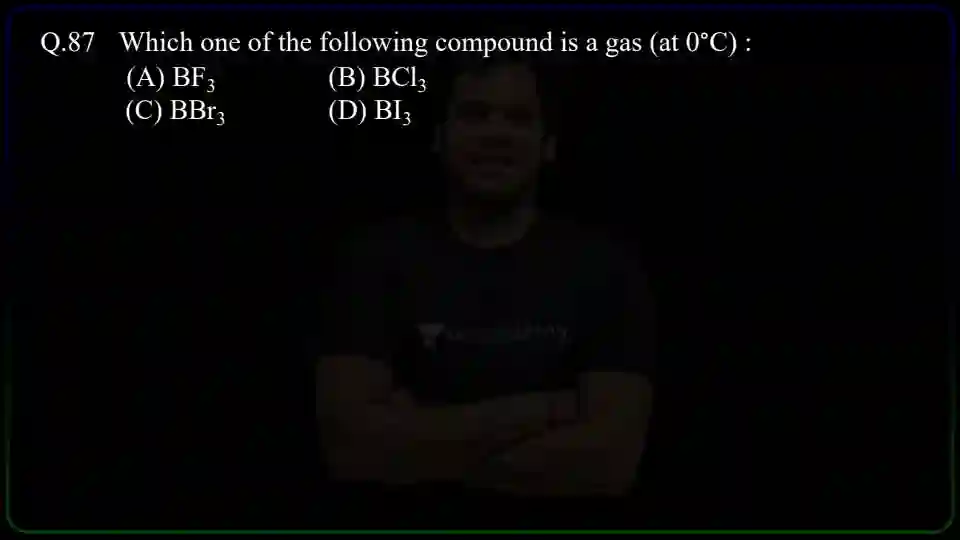 Q.87 Which one of the following compound is a gas (at 0°C) :
(A) BF₃ (B) BCl₃
(C) BBr₃ (D) BI₃